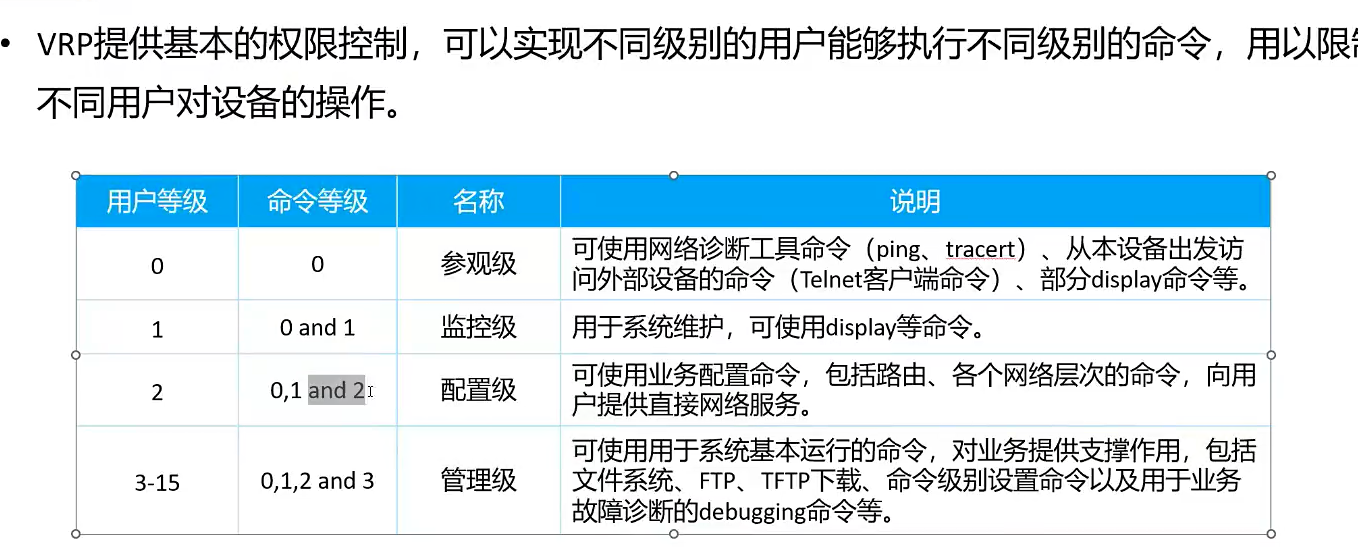 • VRP提供基本的权限控制，可以实现不同级别的用户能够执行不同级别的命令，用以限
不同用户对设备的操作。
用户等级 命令等级 名称 说明
0 0 参观级 可使用网络诊断工具命令（ping、tracert）、从本设备出发访
问外部设备的命令（Telnet客户端命令）、部分display命令等。
1 0 and 1 监控级 用于系统维护，可使用display等命令。
2 0,1 and 2 配置级 可使用业务配置命令，包括路由、各个网络层次的命令，向用
户提供直接网络服务。
3-15 0,1,2 and 3 管理级 可使用用于系统基本运行的命令，对业务提供支撑作用，包括
文件系统、FTP、TFTP下载、命令级别设置命令以及用于业务
故障诊断的debugging命令等。